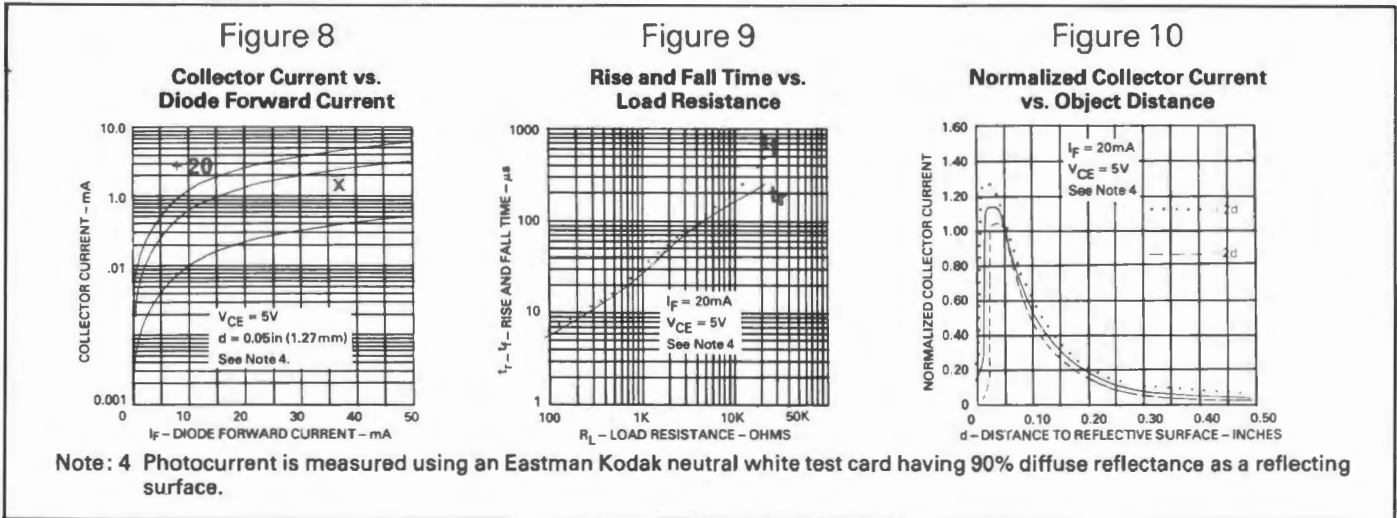 Figure 8
Collector Current vs.
Diode Forward Current
10.0
1.0
.01
0.001
COLLECTOR CURRENT – mA
+20
X
VCE = 5V
d = 0.05in (1.27mm)
See Note 4.
0 10 20 30 40 50
IF – DIODE FORWARD CURRENT – mA
Figure 9
Rise and Fall Time vs.
Load Resistance
1000
100
10
1
tr – tf – RISE AND FALL TIME – μs
tf
tr
IF = 20mA
VCE = 5V
See Note 4
100 1K 10K 50K
RL – LOAD RESISTANCE – OHMS
Figure 10
Normalized Collector Current
vs. Object Distance
1.60
1.40
1.20
1.00
0.80
0.60
0.40
0.20
0
NORMALIZED COLLECTOR CURRENT
IF = 20mA
VCE = 5V
See Note 4
2d
2d
0 0.10 0.20 0.30 0.40 0.50
d – DISTANCE TO REFLECTIVE SURFACE – INCHES
Note: 4 Photocurrent is measured using an Eastman Kodak neutral white test card having 90% diffuse reflectance as a reflecting
surface.